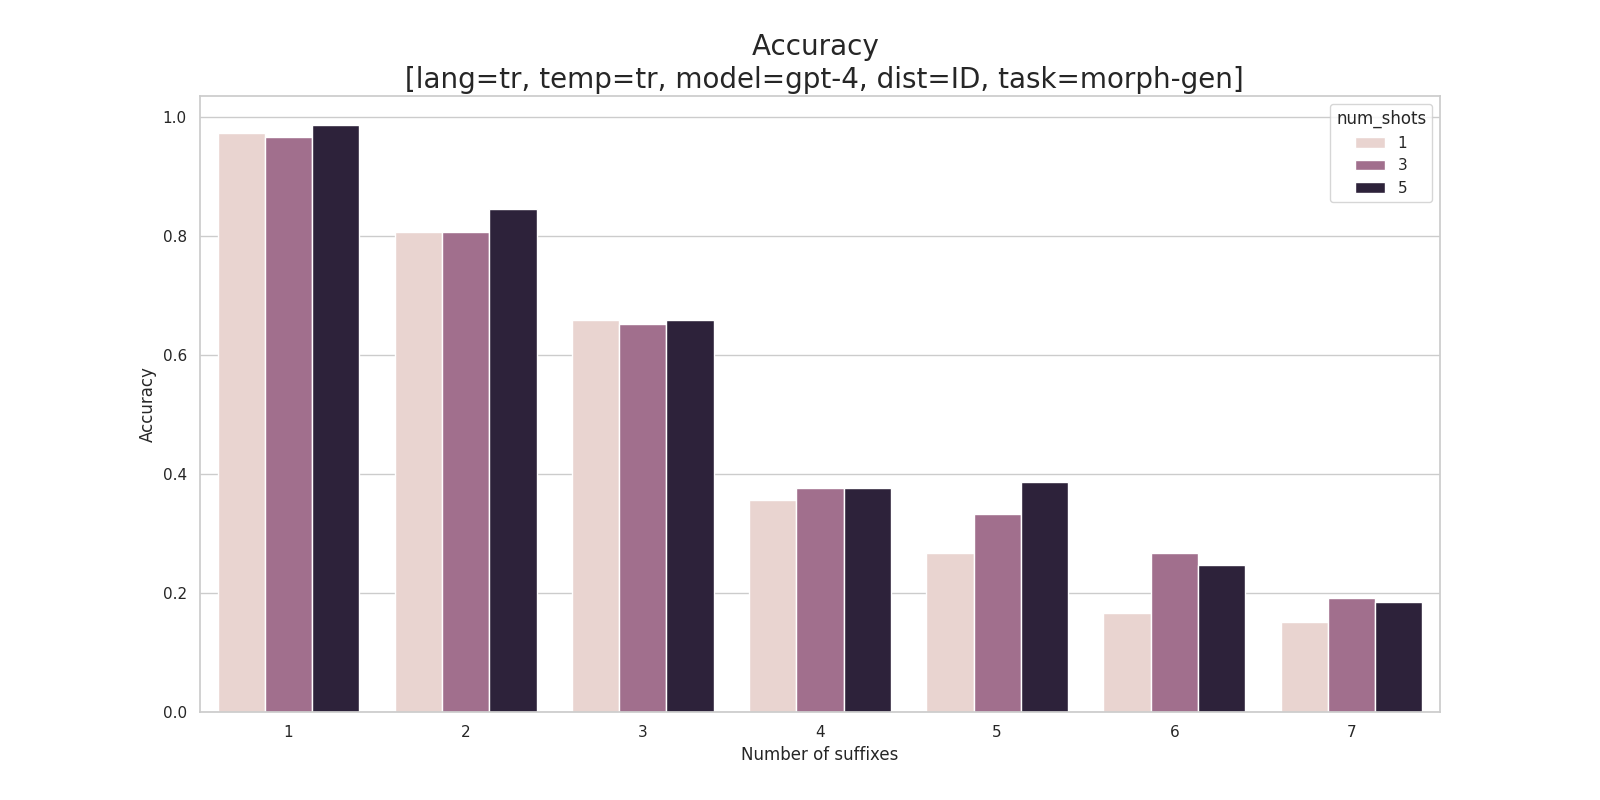 Accuracy
[lang=tr, temp=tr, model=gpt-4, dist=ID, task=morph-gen]
num_shots
1
3
5
1.0
0.8
0.6
0.4
0.2
0.0
Accuracy
1 2 3 4 5 6 7
Number of suffixes